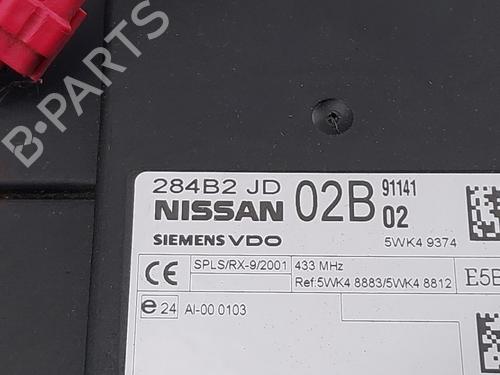 B-PARTS
284B2 JD 02B 91141 02
NISSAN
SIEMENS VDO 5WK4 9374
CE SPLS/RX-9/2001 433 MHz
Ref:5WK4 8883/5WK4 8812 E5B
e 24 AI-00 0103